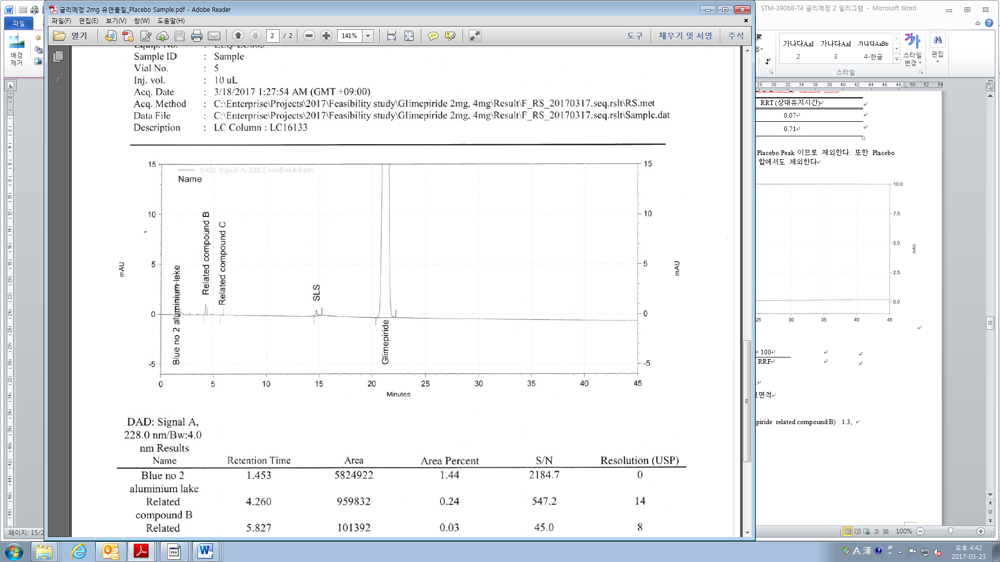 글리메정 2mg 유연물질_Placebo Sample.pdf - Adobe Reader
STM-39068-T4 글리메정 2 밀리그램 - Microsoft Word
파일
파일(F) 편집(E) 보기(V) 창(W) 도움말(H)
열기
2 / 2
141%
도구 채우기 및 서명 주석
배경
제거
가나다AaI 가나다AaI 가나다AaBb
2 3 4-한글
스타일
변경
편집
스타일
Sample ID : Sample
Vial No. : 5
Inj. vol. : 10 uL
Acq. Date : 3/18/2017 1:27:54 AM (GMT +09:00)
Acq. Method : C:\Enterprise\Projects\2017\Feasibility study\Glimepiride 2mg, 4mg\Result\F_RS_20170317.seq.rslt\RS.met
Data File : C:\Enterprise\Projects\2017\Feasibility study\Glimepiride 2mg, 4mg\Result\F_RS_20170317.seq.rslt\Sample.dat
Description : LC Column : LC16133
28 30 32 34 36 38 40 42 44 46 48 50 52 54
RRT (상대유지시간)
0.07
0.71
Placebo Peak 이므로 제외한다. 또한 Placebo
합에서도 제외한다
DAD: Signal A, 228.0 nm/Bw:4.0 nm
Name
15 10 5 0 -5
mAU
Blue no 2 aluminium lake
Related compound B
Related compound C
SLS
Glimepiride
15 10 5 0 -5
mAU
0 5 10 15 20 25 30 35 40 45
Minutes
10.0
7.5
5.0
2.5
0.0
mAU
25 30 35 40 45
× 100
RRF
면적
related compound B) 1.3,
DAD: Signal A,
228.0 nm/Bw:4.0
nm Results
Name Retention Time Area Area Percent S/N Resolution (USP)
Blue no 2 1.453 5824922 1.44 2184.7 0
aluminium lake
Related 4.260 959832 0.24 547.2 14
compound B
Related 5.827 101392 0.03 45.0 8
페이지: 15/2
100%
A 漢
오후 4:42
2017-03-23